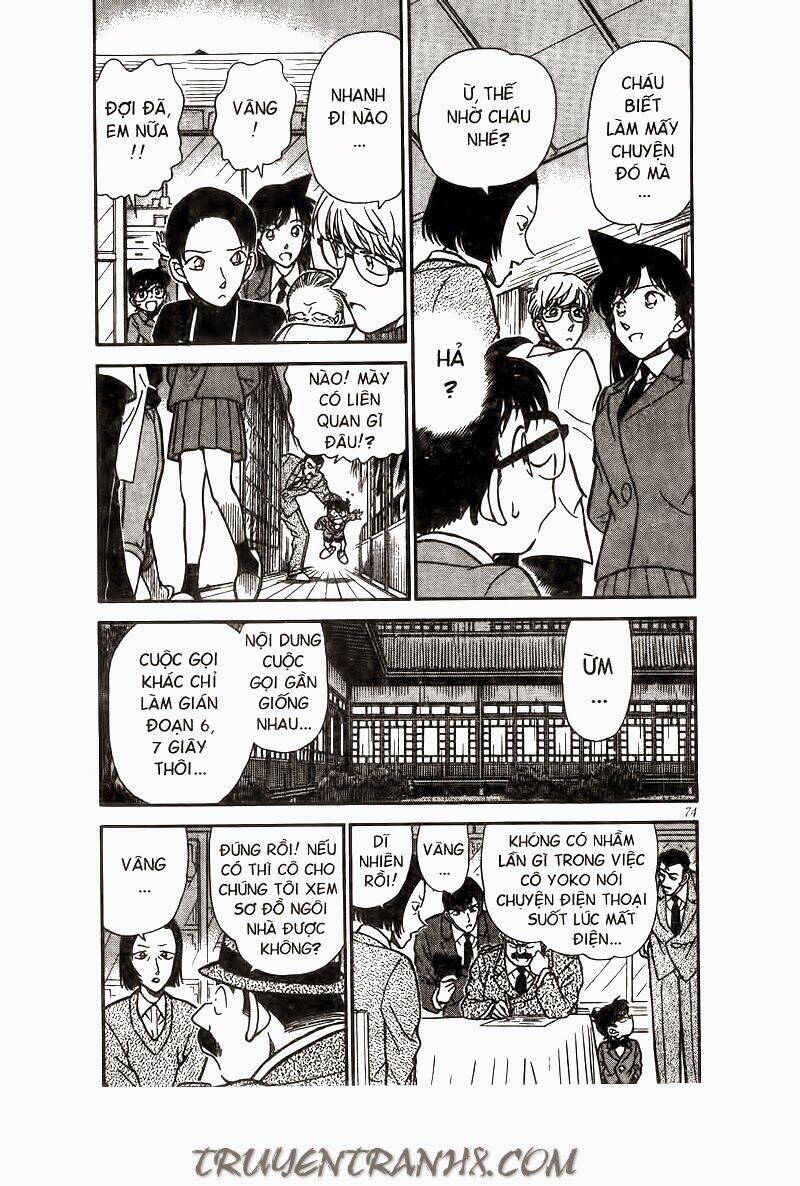 CHÁU
BIẾT
LÀM MẤY
CHUYỆN
ĐÓ MÀ
...
Ừ, THẾ
NHỜ CHÁU
NHÉ?
HẢ
?
NHANH
ĐI NÀO
...
VÂNG
!
ĐỢI ĐÃ,
EM NỮA
!!
NÀO! MÀY
CÓ LIÊN
QUAN GÌ
ĐÂU!?
ỪM
...
NỘI DUNG
CUỘC
GỌI GẦN
GIỐNG
NHAU...
CUỘC GỌI
KHÁC CHỈ
LÀM GIÁN
ĐOẠN 6,
7 GIÂY
THÔI...
74
KHÔNG CÓ NHẦM
LẪN GÌ TRONG VIỆC
CÔ YOKO NÓI
CHUYỆN ĐIỆN THOẠI
SUỐT LÚC MẤT
ĐIỆN...
VÂNG
...
DĨ
NHIÊN
RỒI!
ĐÚNG RỒI! NẾU
CÓ THÌ CÔ CHO
CHÚNG TÔI XEM
SƠ ĐỒ NGÔI
NHÀ ĐƯỢC
KHÔNG?
VÂNG
...
TRUYENTRANH8.COM